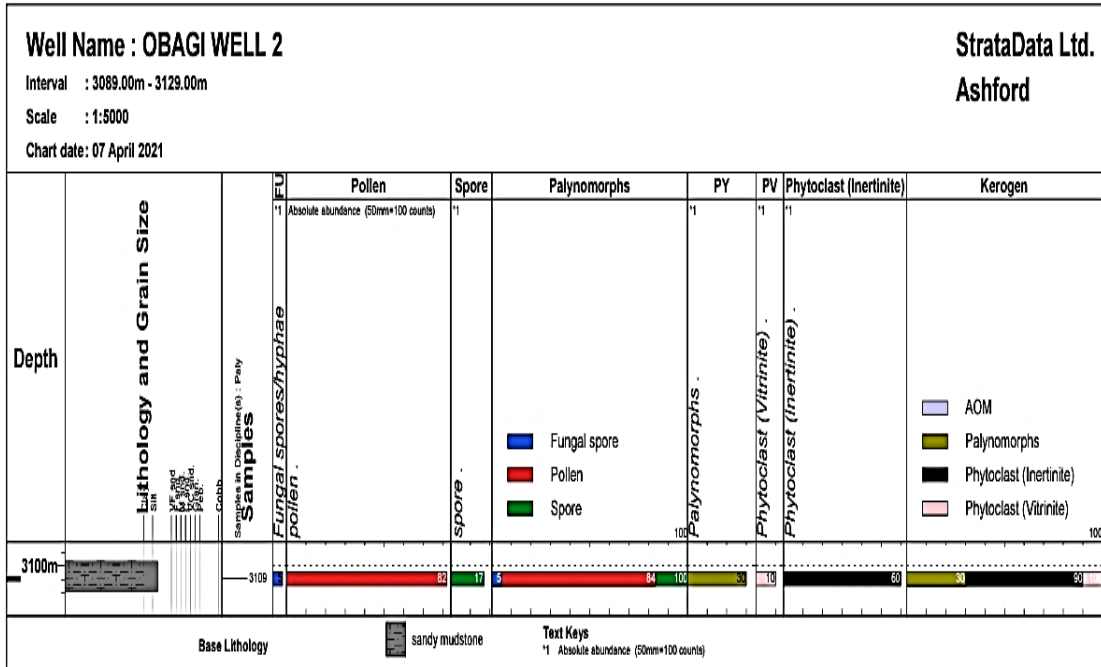 Well Name : OBAGI WELL 2
StrataData Ltd.
Ashford
Interval : 3089.00m - 3129.00m
Scale : 1:5000
Chart date: 07 April 2021
FU
Pollen
Spore
Palynomorphs
PY
PV
Phytoclast (Inertinite)
Kerogen
*1
Absolute abundance (50mm=100 counts)
*1
*1
*1
*1
Depth
Lithology and Grain Size
Silt
VF snd
Cobb
Samples in Discipline(s) : Paly
Samples
Fungal spores/hyphae
pollen .
spore .
Palynomorphs .
Phytoclast (Vitrinite) .
Phytoclast (Inertinite) .
Fungal spore
Pollen
Spore
100
AOM
Palynomorphs
Phytoclast (Inertinite)
Phytoclast (Vitrinite)
100
3100m
3109
82
17
5
84
100
30
10
60
30
90
Base Lithology
sandy mudstone
Text Keys
*1 Absolute abundance (50mm=100 counts)